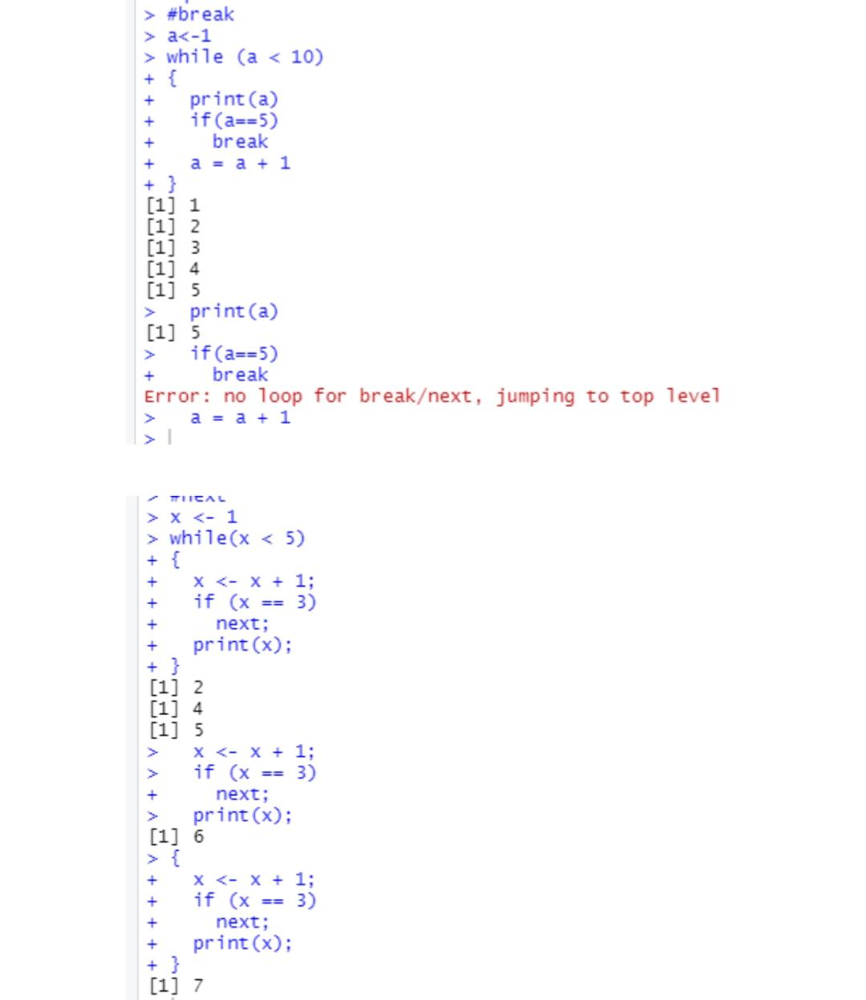 > #break
> a<-1
> while (a < 10)
+ {
+   print(a)
+   if(a==5)
+     break
+   a = a + 1
+ }
[1] 1
[1] 2
[1] 3
[1] 4
[1] 5
>   print(a)
[1] 5
>   if(a==5)
+     break
Error: no loop for break/next, jumping to top level
>   a = a + 1
>
> #next
> x <- 1
> while(x < 5)
+ {
+   x <- x + 1;
+   if (x == 3)
+     next;
+   print(x);
+ }
[1] 2
[1] 4
[1] 5
>   x <- x + 1;
>   if (x == 3)
+     next;
>   print(x);
[1] 6
> {
+   x <- x + 1;
+   if (x == 3)
+     next;
+   print(x);
+ }
[1] 7